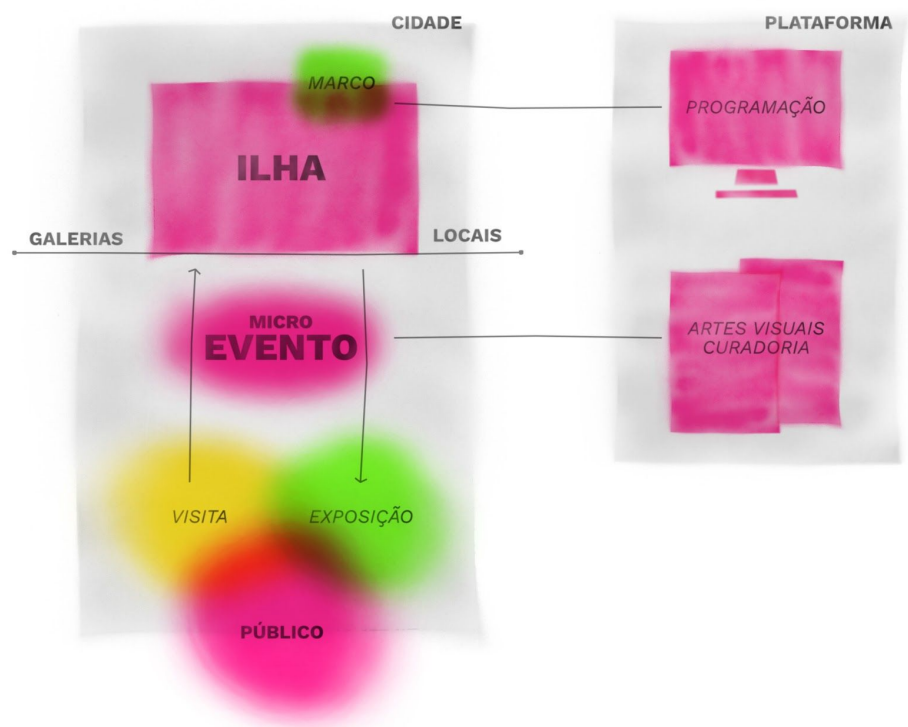 CIDADE
MARCO
ILHA
GALERIAS
LOCAIS
MICRO
EVENTO
VISITA
EXPOSIÇÃO
PÚBLICO
PLATAFORMA
PROGRAMAÇÃO
ARTES VISUAIS
CURADORIA